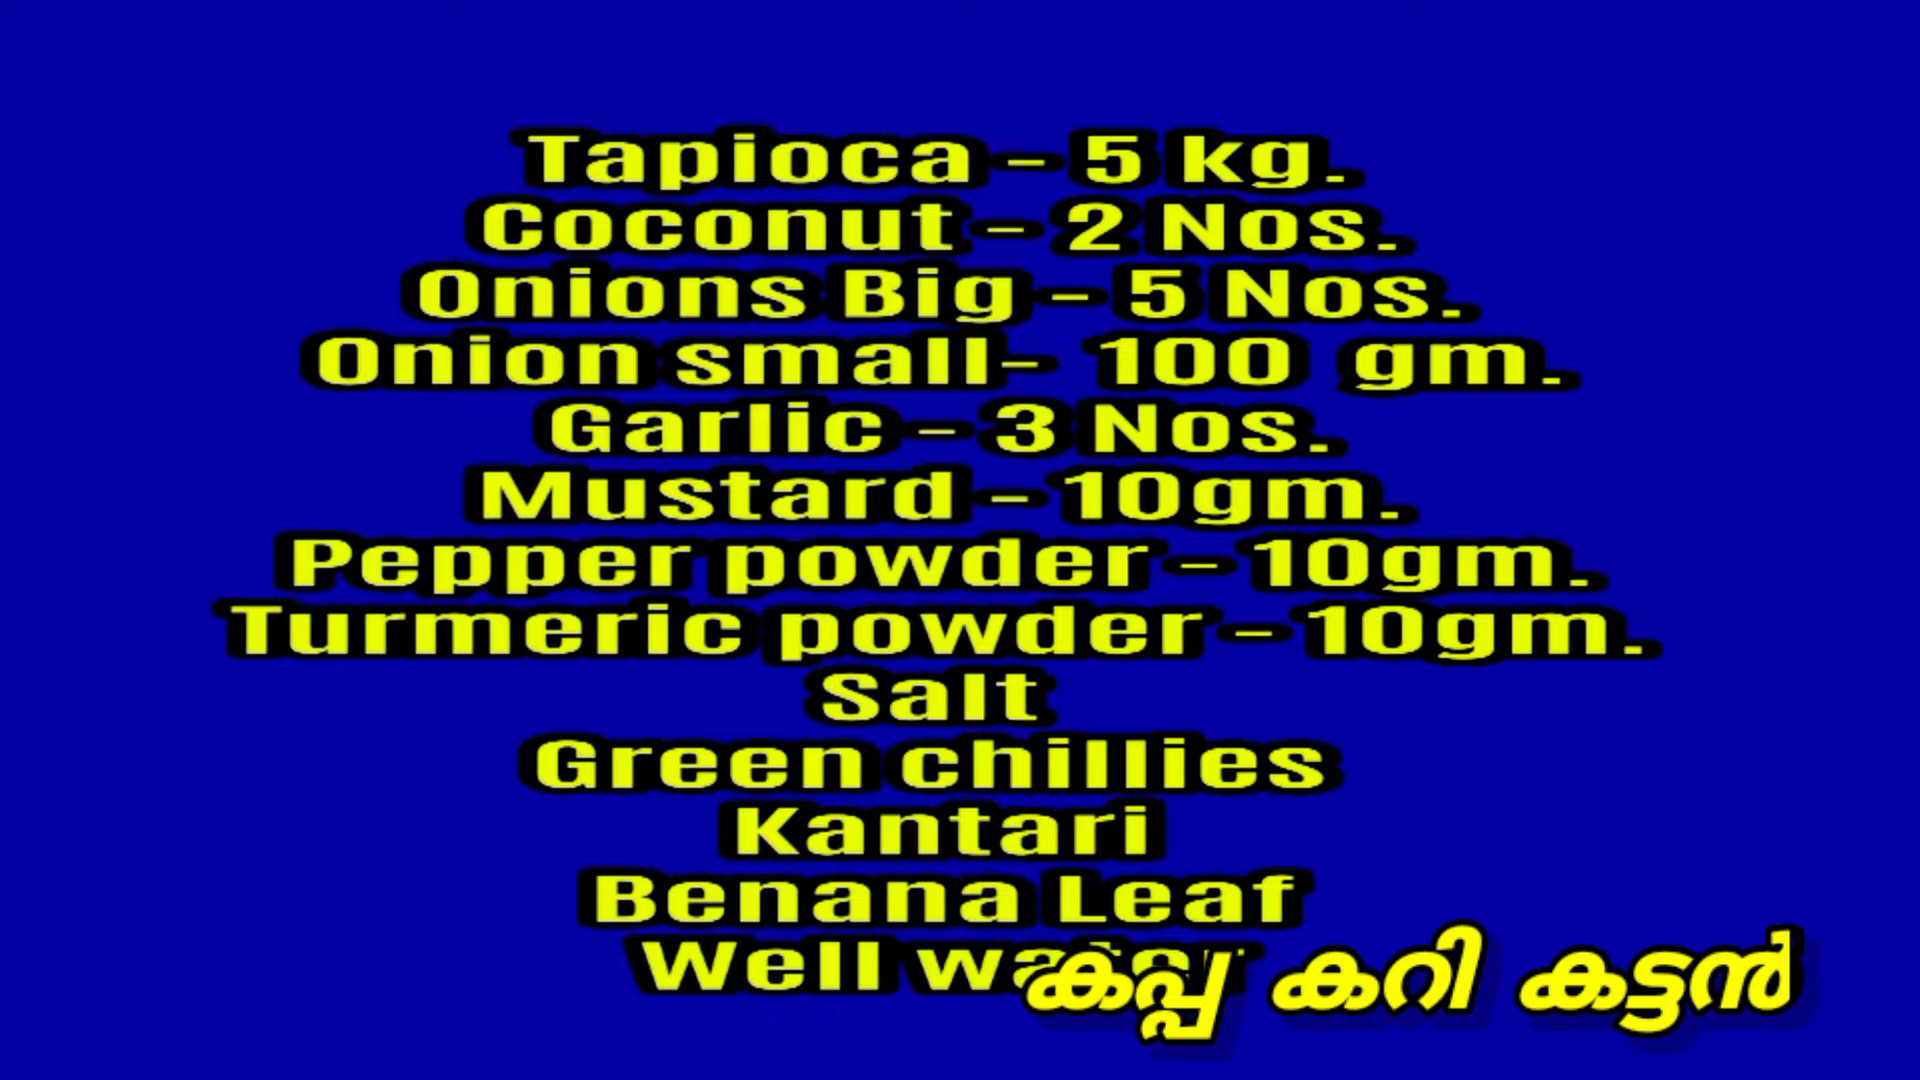 Tapioca – 5 kg.
Coconut – 2 Nos.
Onions Big – 5 Nos.
Onion small– 100 gm.
Garlic – 3 Nos.
Mustard – 10gm.
Pepper powder – 10gm.
Turmeric powder – 10gm.
Salt
Green chillies
Kantari
Benana Leaf
Well water
കപ്പ കറി കട്ടൻ